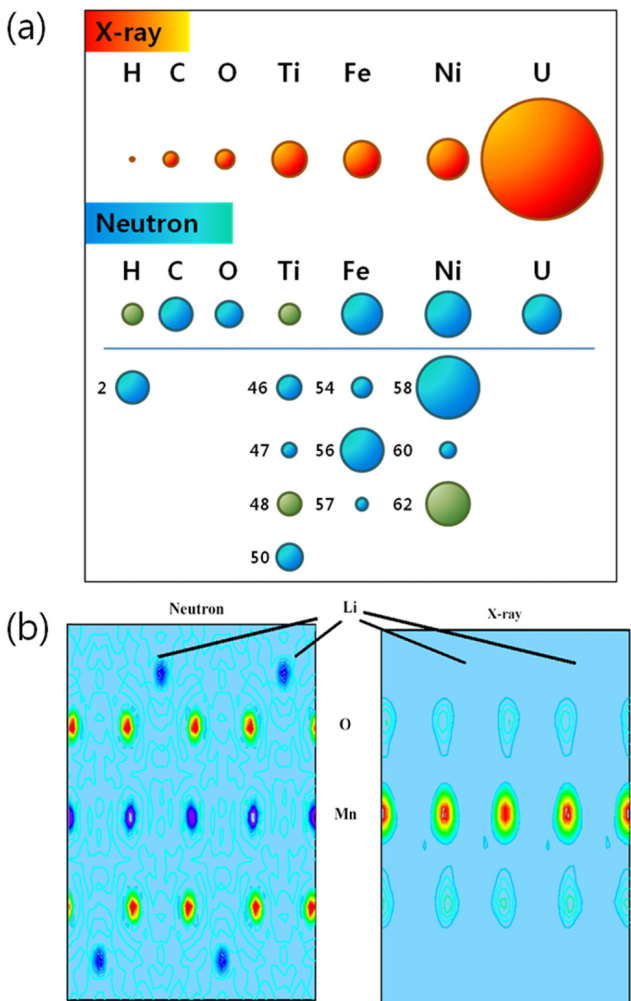 (a)
X-ray
H C O Ti Fe Ni U
Neutron
H C O Ti Fe Ni U
2 46 54 58
47 56 60
48 57 62
50
(b)
Neutron Li X-ray
O
Mn